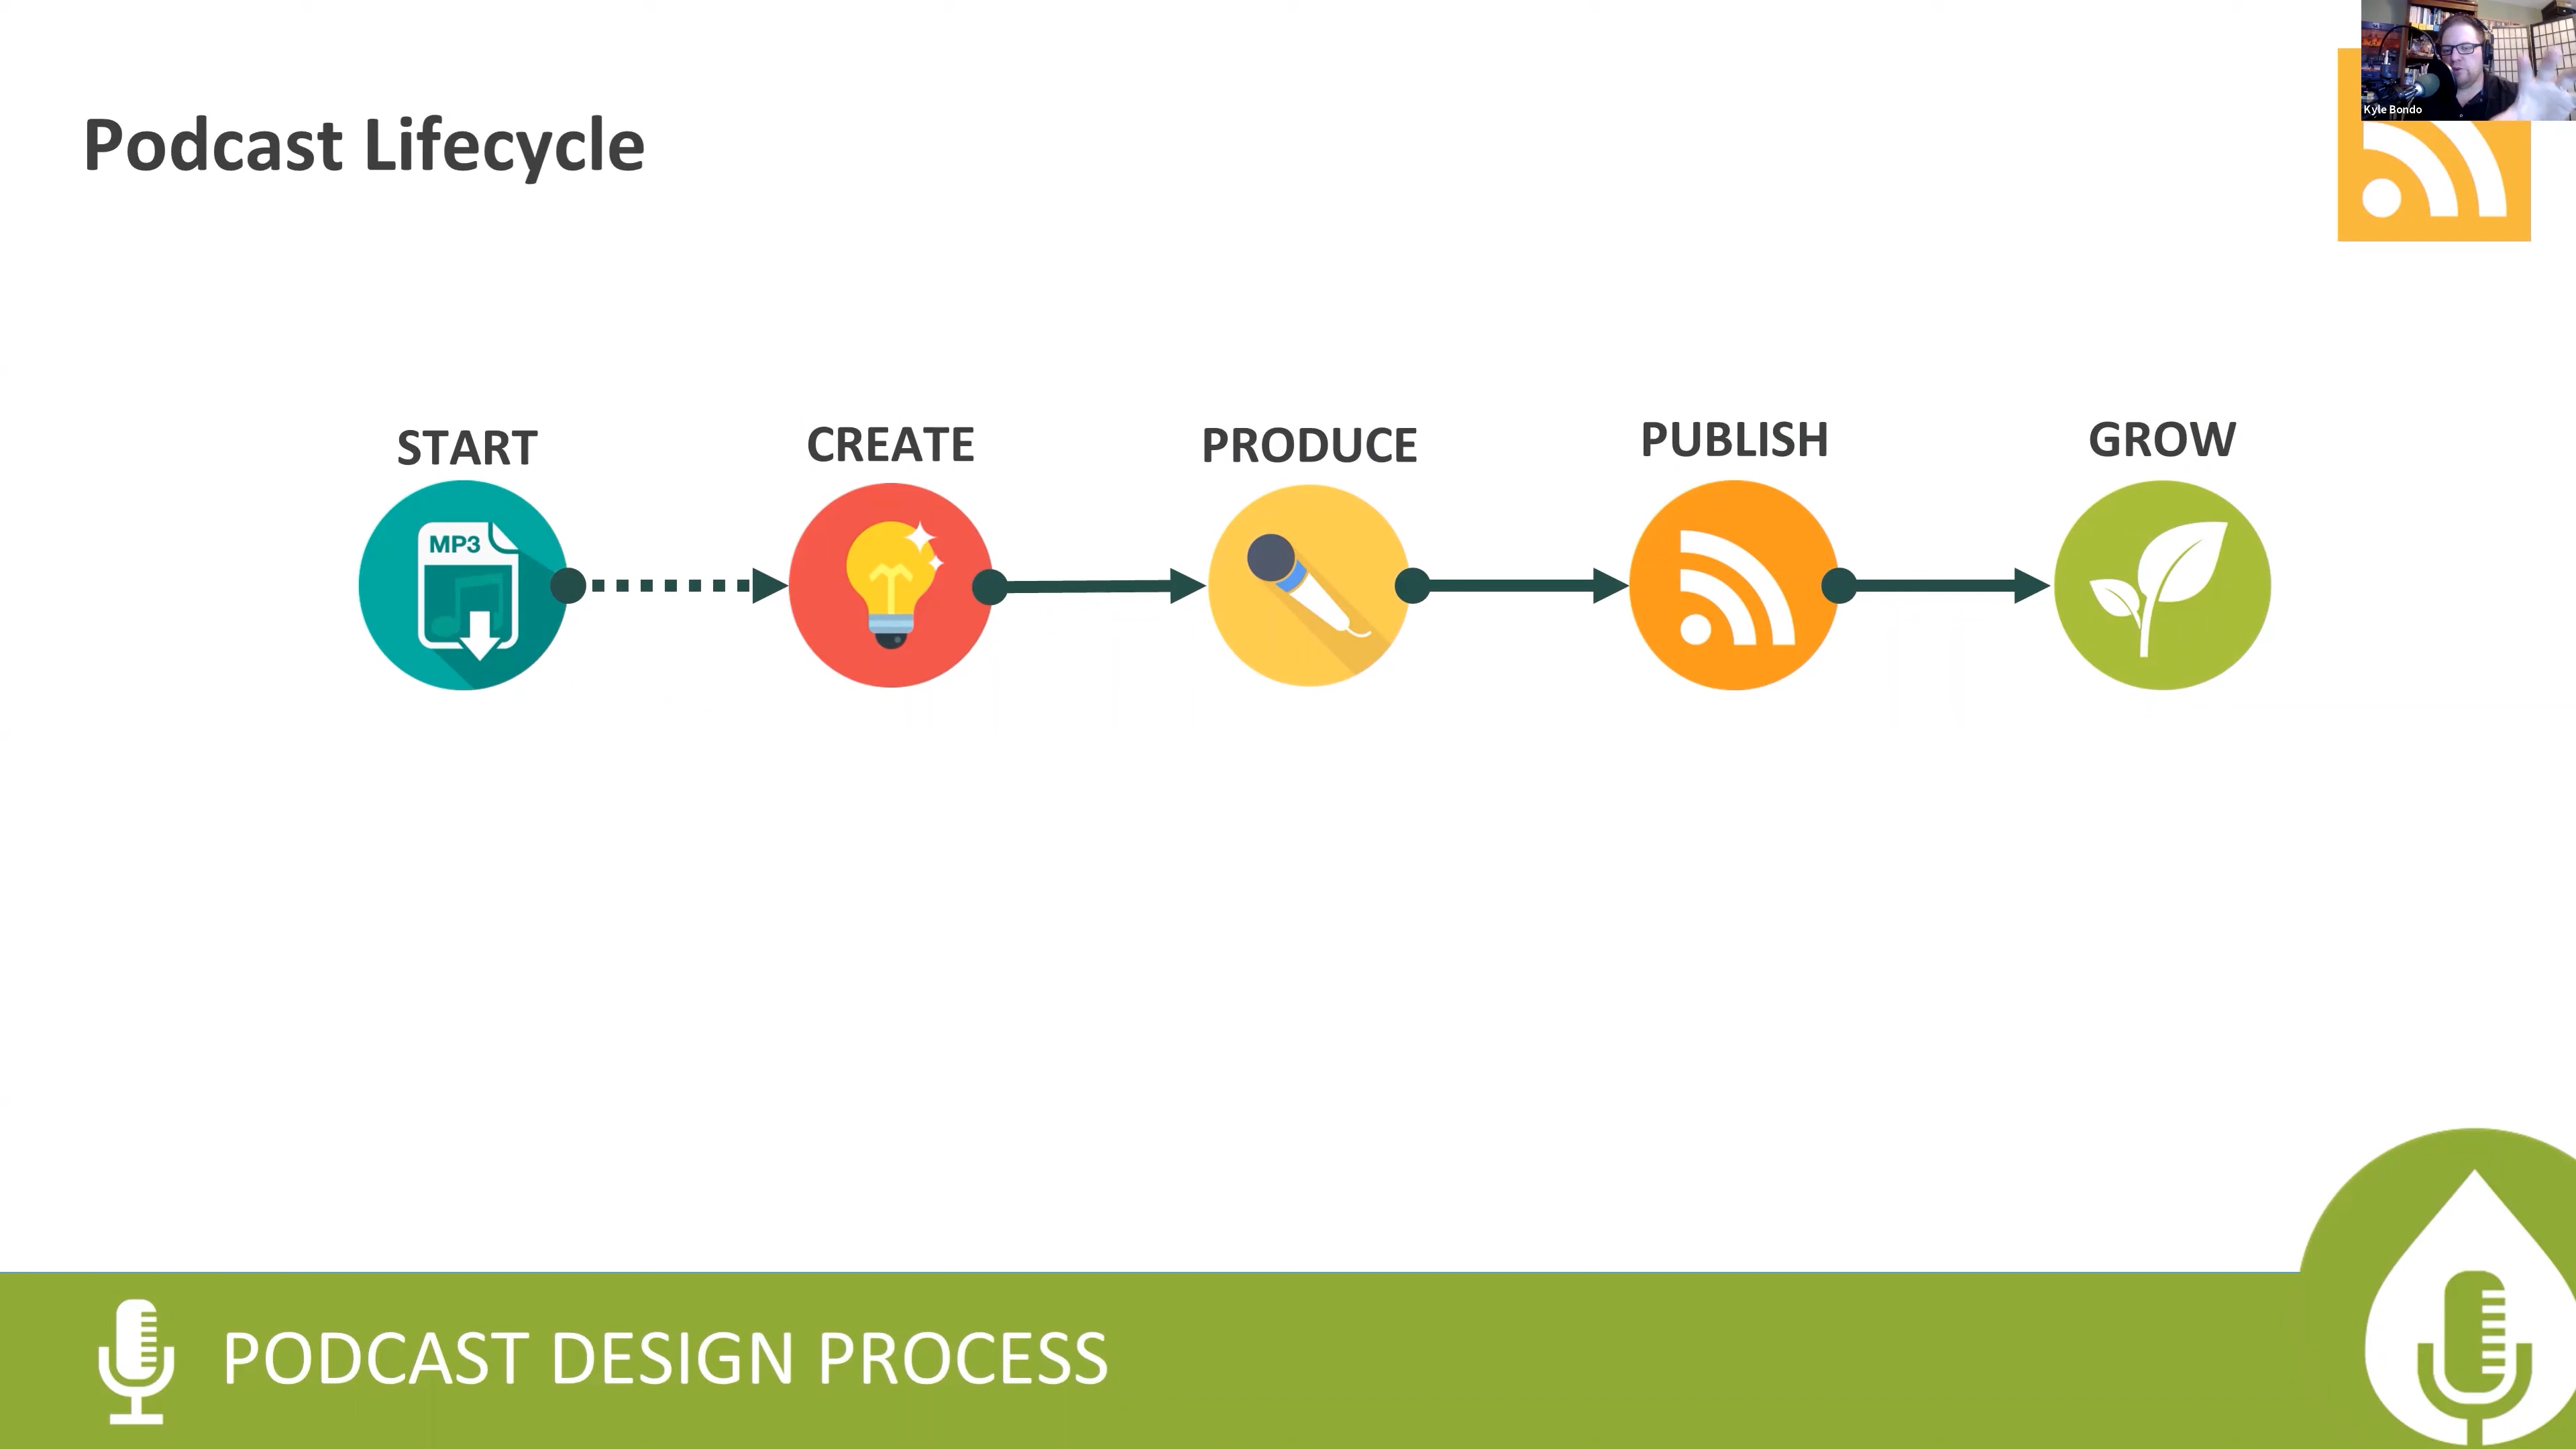 Kyle Bondo
Podcast Lifecycle
START
CREATE
PRODUCE
PUBLISH
GROW
MP3
PODCAST DESIGN PROCESS